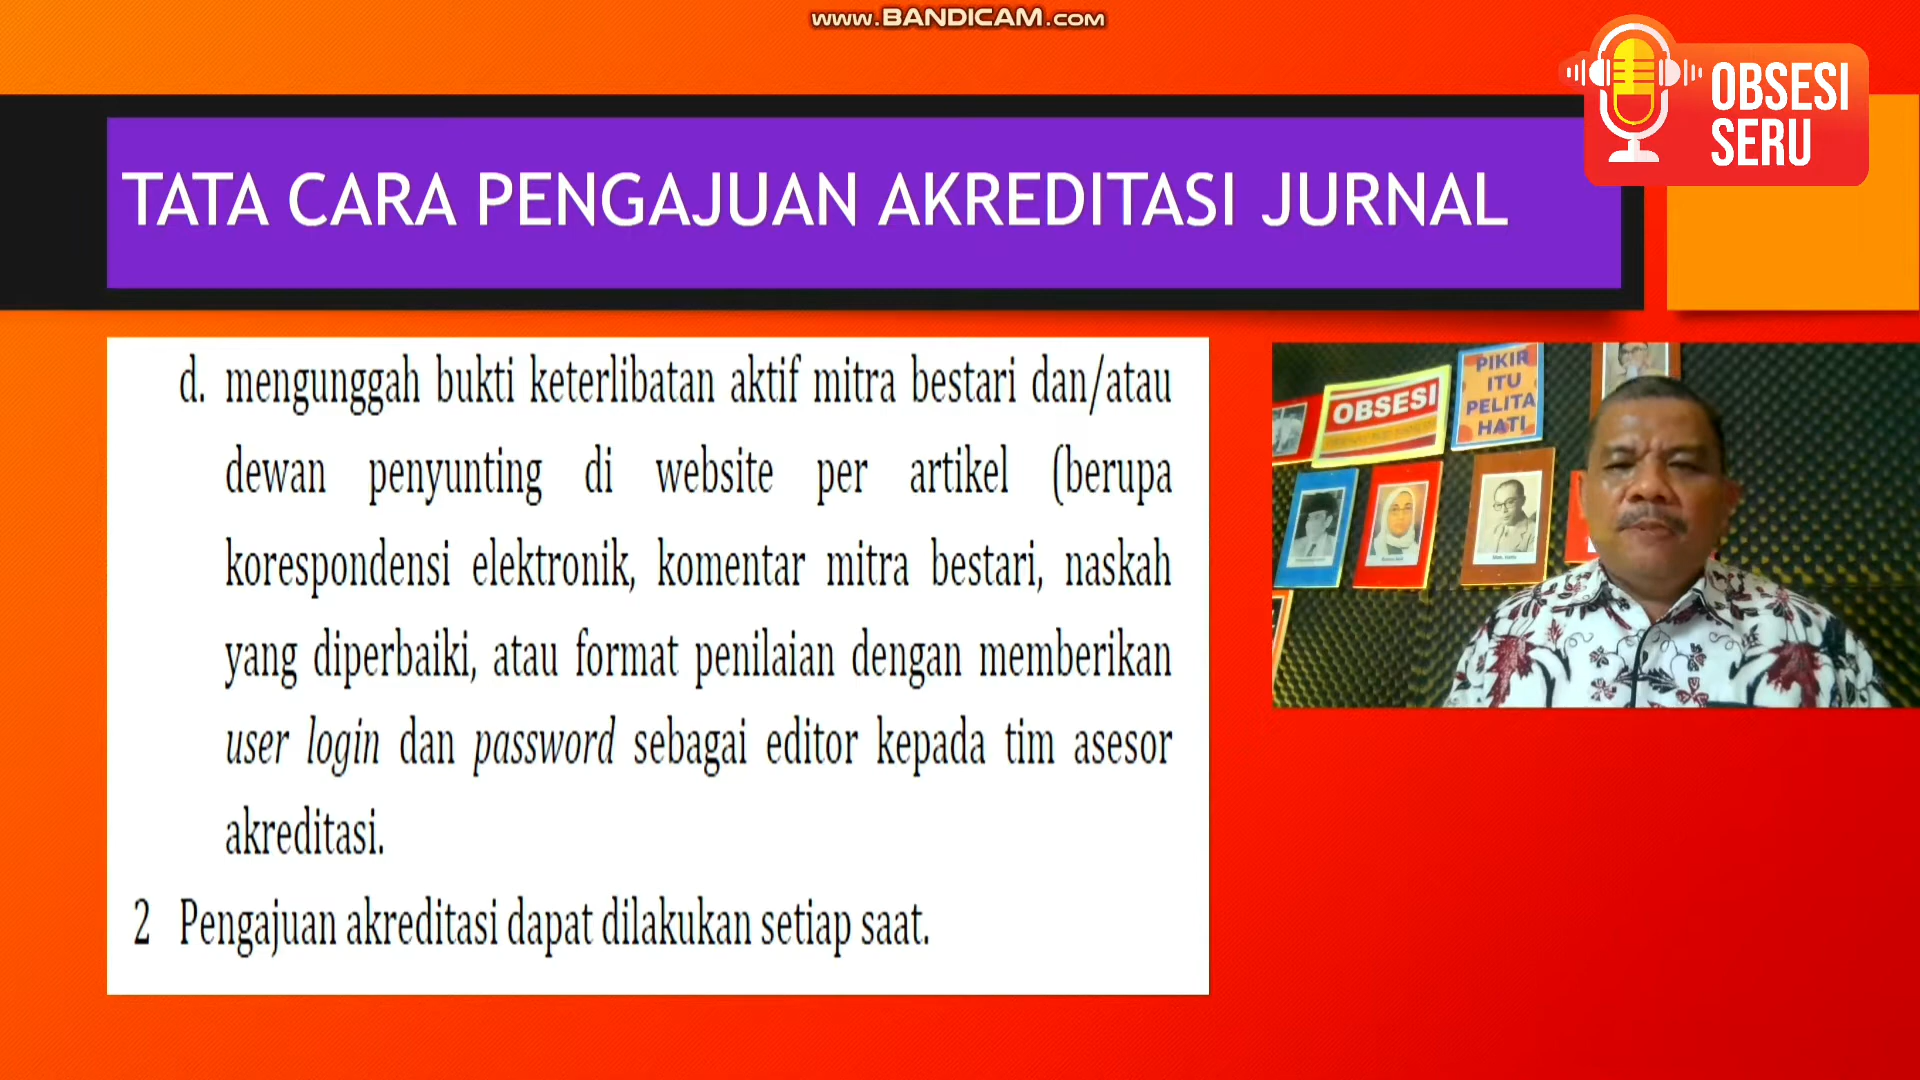 www.BANDICAM.com
OBSESI
SERU
TATA CARA PENGAJUAN AKREDITASI JURNAL
d. mengunggah bukti keterlibatan aktif mitra bestari dan/atau
dewan penyunting di website per artikel (berupa
korespondensi elektronik, komentar mitra bestari, naskah
yang diperbaiki, atau format penilaian dengan memberikan
user login dan password sebagai editor kepada tim asesor
akreditasi.
2 Pengajuan akreditasi dapat dilakukan setiap saat.
OBSESI
PIKIR
ITU
PELITA
HATI